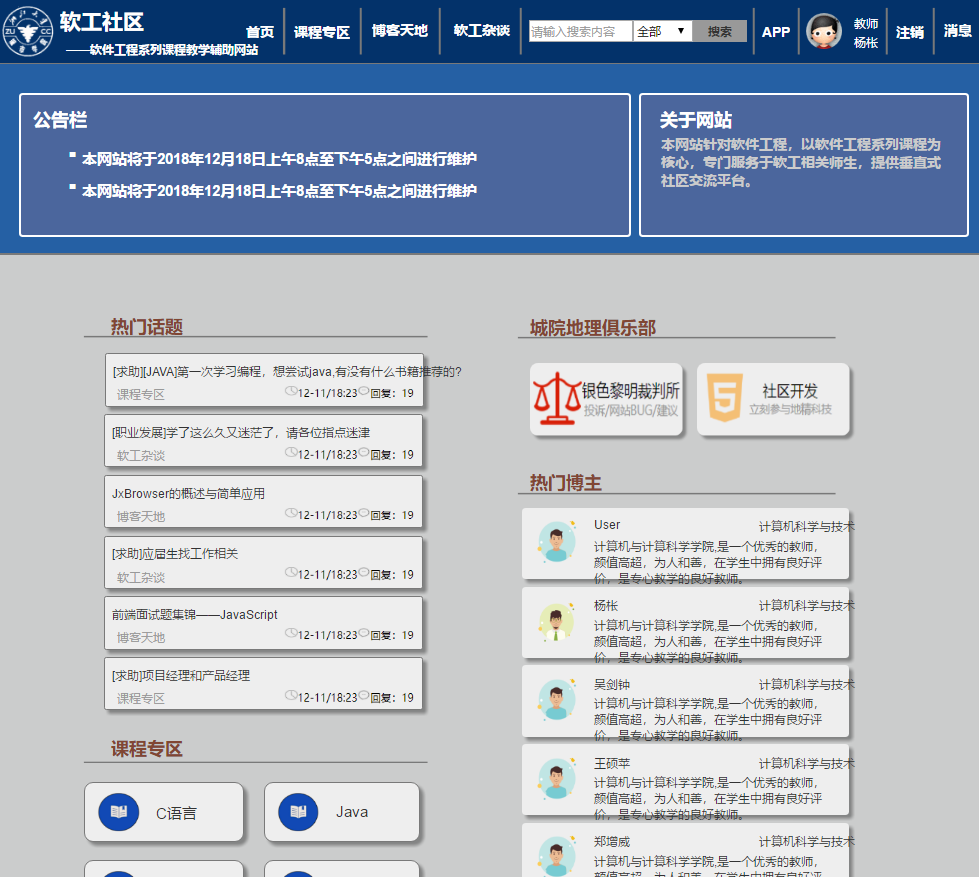 软工社区
——软件工程系列课程教学辅助网站
首页
课程专区
博客天地
软工杂谈
请输入搜索内容
全部
搜索
APP
教师
杨枨
注销
消息
ZU CC
公告栏
本网站将于2018年12月18日上午8点至下午5点之间进行维护
本网站将于2018年12月18日上午8点至下午5点之间进行维护
关于网站
本网站针对软件工程，以软件工程系列课程为
核心，专门服务于软工相关师生，提供垂直式
社区交流平台。
热门话题
[求助][JAVA]第一次学习编程，想尝试java,有没有什么书籍推荐的?
课程专区 12-11/18:23 回复：19
[职业发展]学了这么久又迷茫了，请各位指点迷津
软工杂谈 12-11/18:23 回复：19
JxBrowser的概述与简单应用
博客天地 12-11/18:23 回复：19
[求助]应届生找工作相关
软工杂谈 12-11/18:23 回复：19
前端面试题集锦——JavaScript
博客天地 12-11/18:23 回复：19
[求助]项目经理和产品经理
课程专区 12-11/18:23 回复：19
课程专区
C语言
Java
城院地理俱乐部
银色黎明裁判所
投诉/网站BUG/建议
社区开发
立刻参与地精科技
热门博主
User 计算机科学与技术
计算机与计算科学学院,是一个优秀的教师，
颜值高超，为人和善，在学生中拥有良好评
价，是专心教学的良好教师。
杨枨 计算机科学与技术
计算机与计算科学学院,是一个优秀的教师，
颜值高超，为人和善，在学生中拥有良好评
价，是专心教学的良好教师。
吴剑钟 计算机科学与技术
计算机与计算科学学院,是一个优秀的教师，
颜值高超，为人和善，在学生中拥有良好评
价，是专心教学的良好教师。
王硕苹 计算机科学与技术
计算机与计算科学学院,是一个优秀的教师，
颜值高超，为人和善，在学生中拥有良好评
价，是专心教学的良好教师。
郑增威 计算机科学与技术
计算机与计算科学学院,是一个优秀的教师，
颜值高超，为人和善，在学生中拥有良好评